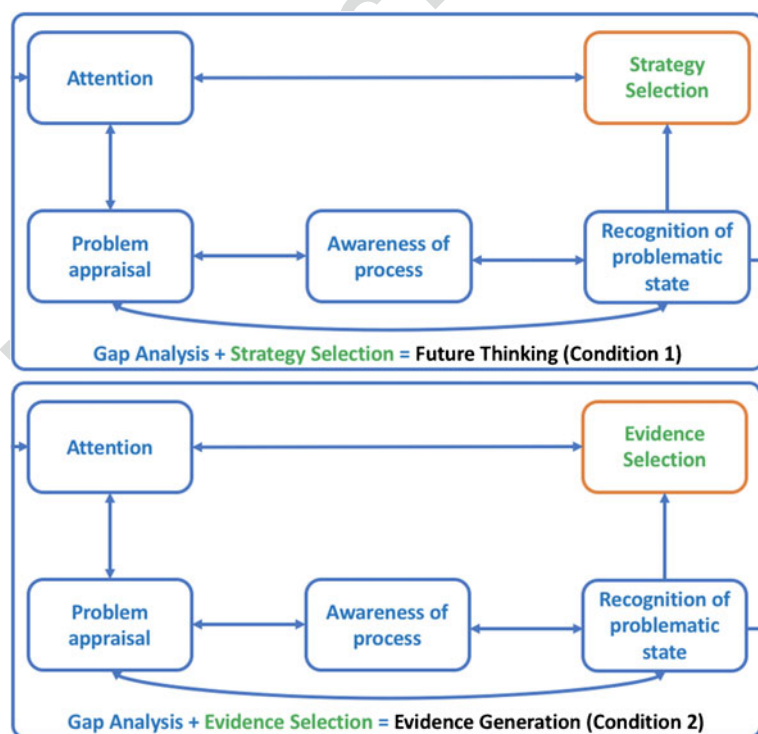 Attention
Strategy
Selection
Problem
appraisal
Awareness of
process
Recognition of
problematic
state
Gap Analysis + Strategy Selection = Future Thinking (Condition 1)
Attention
Evidence
Selection
Problem
appraisal
Awareness of
process
Recognition of
problematic
state
Gap Analysis + Evidence Selection = Evidence Generation (Condition 2)